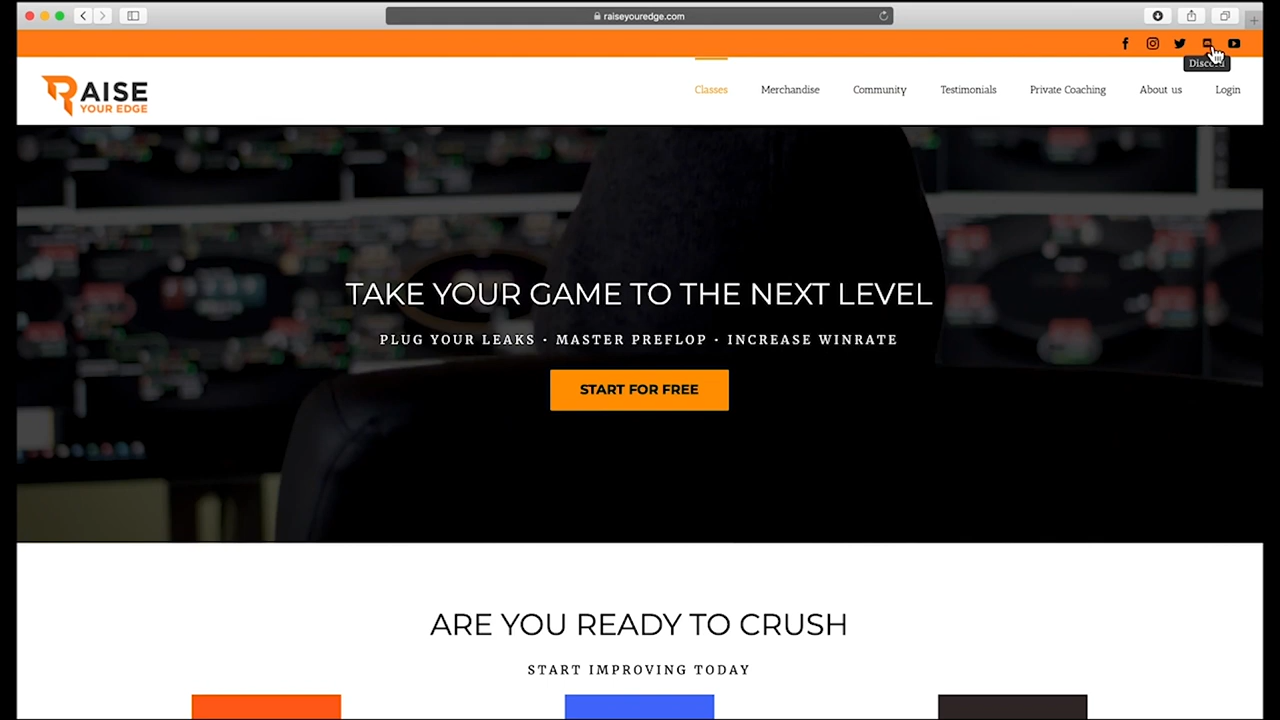 raiseyouredge.com
Discord
RAISE
YOUR EDGE
Classes Merchandise Community Testimonials Private Coaching About us Login
TAKE YOUR GAME TO THE NEXT LEVEL
PLUG YOUR LEAKS • MASTER PREFLOP • INCREASE WINRATE
START FOR FREE
ARE YOU READY TO CRUSH
START IMPROVING TODAY